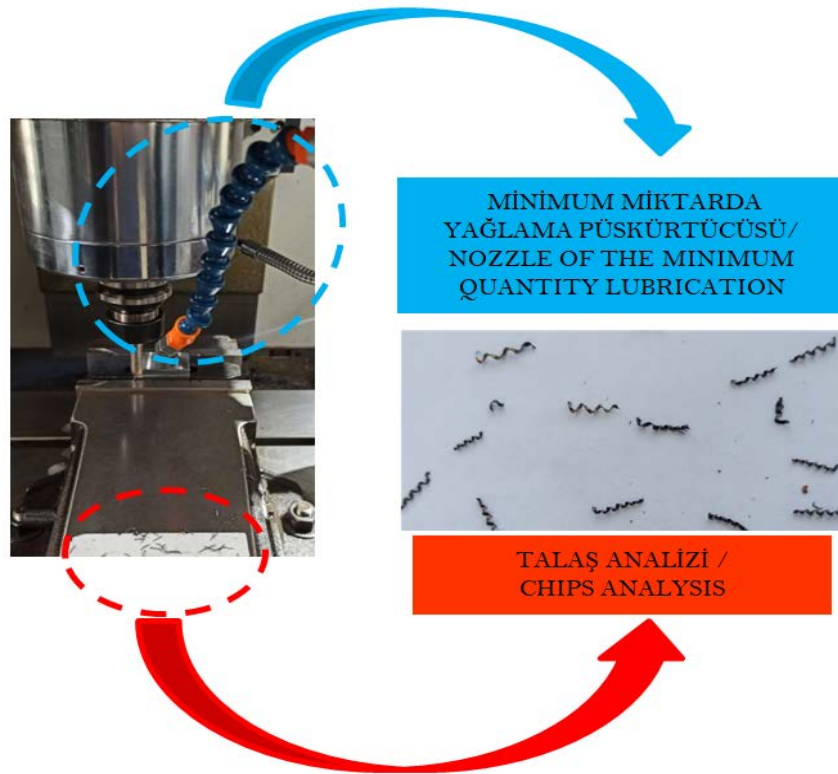 MİNİMUM MİKTARDA
YAĞLAMA PÜSKÜRTÜCÜSÜ/
NOZZLE OF THE MINIMUM
QUANTITY LUBRICATION
TALAŞ ANALİZİ /
CHIPS ANALYSIS